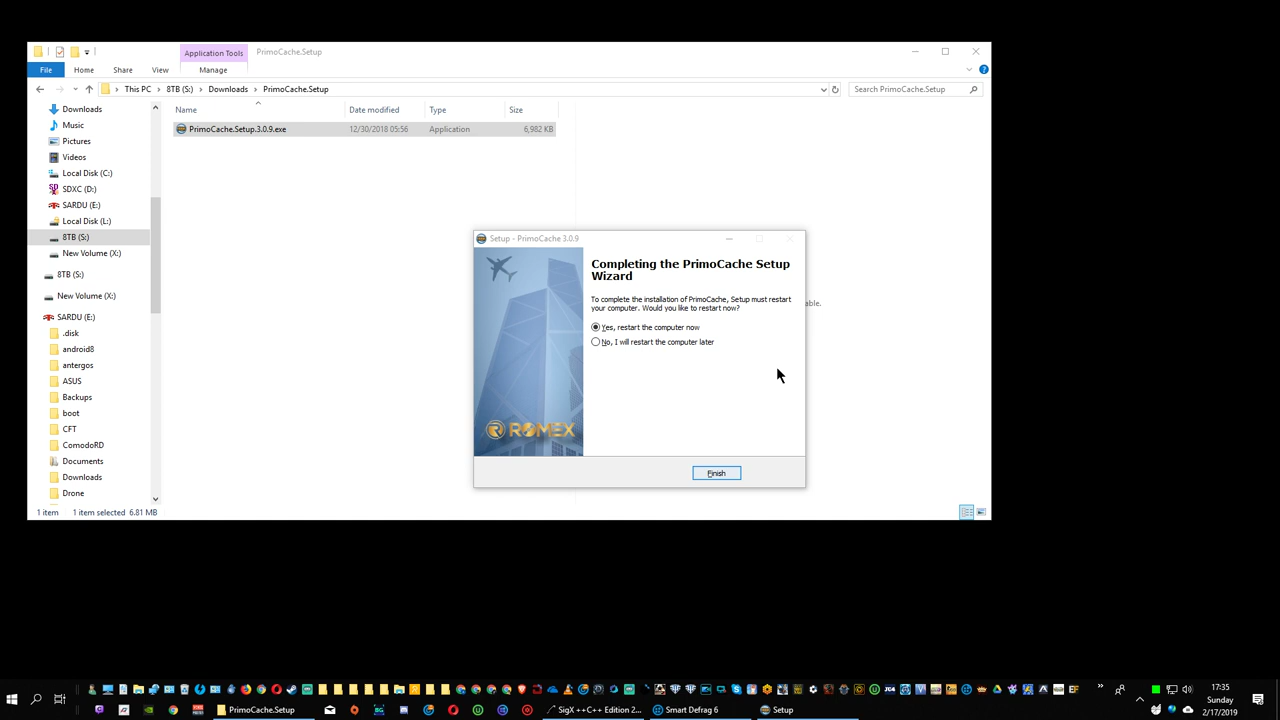 Application Tools
PrimoCache.Setup
File
Home
Share
View
Manage
This PC > 8TB (S:) > Downloads > PrimoCache.Setup
Search PrimoCache.Setup
Name
Date modified
Type
Size
PrimoCache.Setup.3.0.9.exe
12/30/2018 05:56
Application
6,982 KB
Downloads
Music
Pictures
Videos
Local Disk (C:)
SDXC (D:)
SARDU (E:)
Local Disk (L:)
8TB (S:)
New Volume (X:)
8TB (S:)
New Volume (X:)
SARDU (E:)
.disk
android8
antergos
ASUS
Backups
boot
CFT
ComodoRD
Documents
Downloads
Drone
able.
Setup - PrimoCache 3.0.9
Completing the PrimoCache Setup
Wizard
To complete the installation of PrimoCache, Setup must restart
your computer. Would you like to restart now?
Yes, restart the computer now
No, I will restart the computer later
ROMEX
Finish
1 item
1 item selected 6.81 MB
17:35
Sunday
2/17/2019
PrimoCache.Setup
SigX ++C++ Edition 2...
Smart Defrag 6
Setup